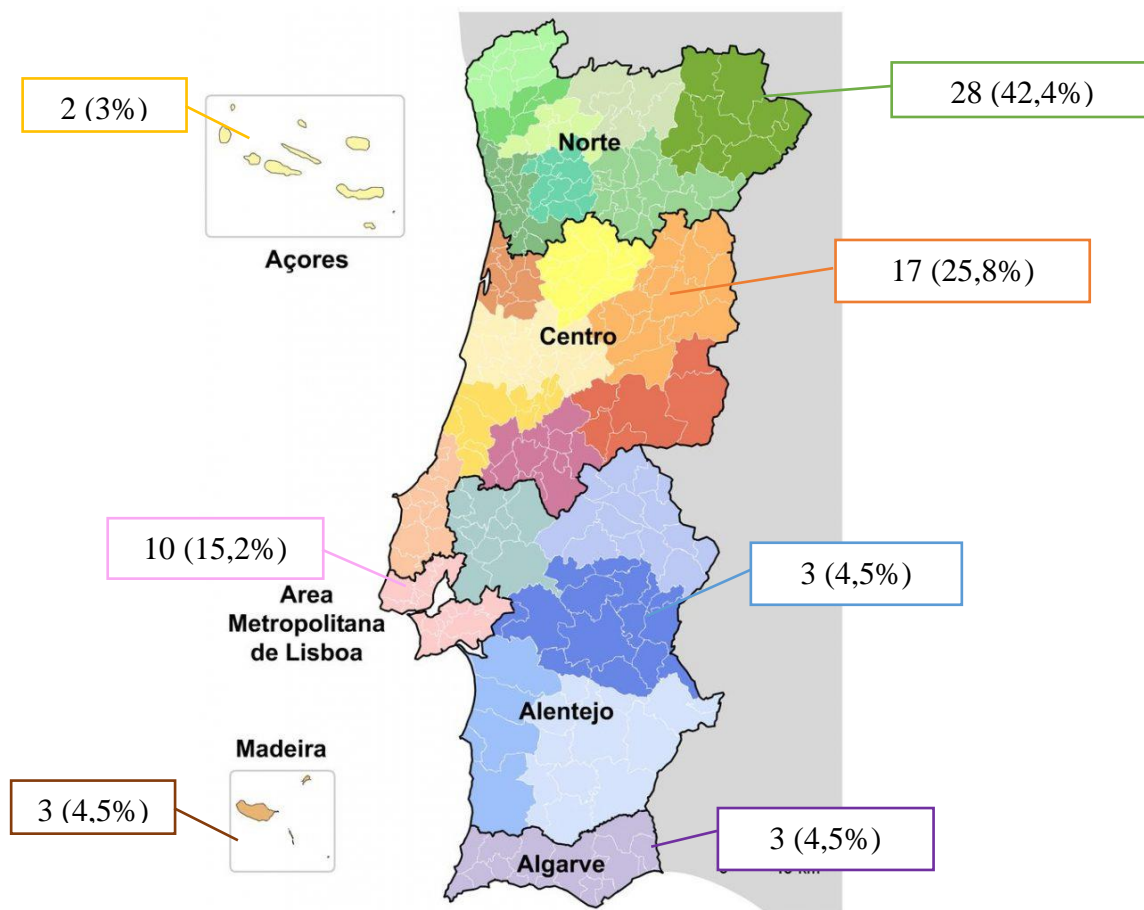 2 (3%)
28 (42,4%)
Norte
Açores
17 (25,8%)
Centro
10 (15,2%)
3 (4,5%)
Area
Metropolitana
de Lisboa
Alentejo
Madeira
3 (4,5%)
3 (4,5%)
Algarve
km